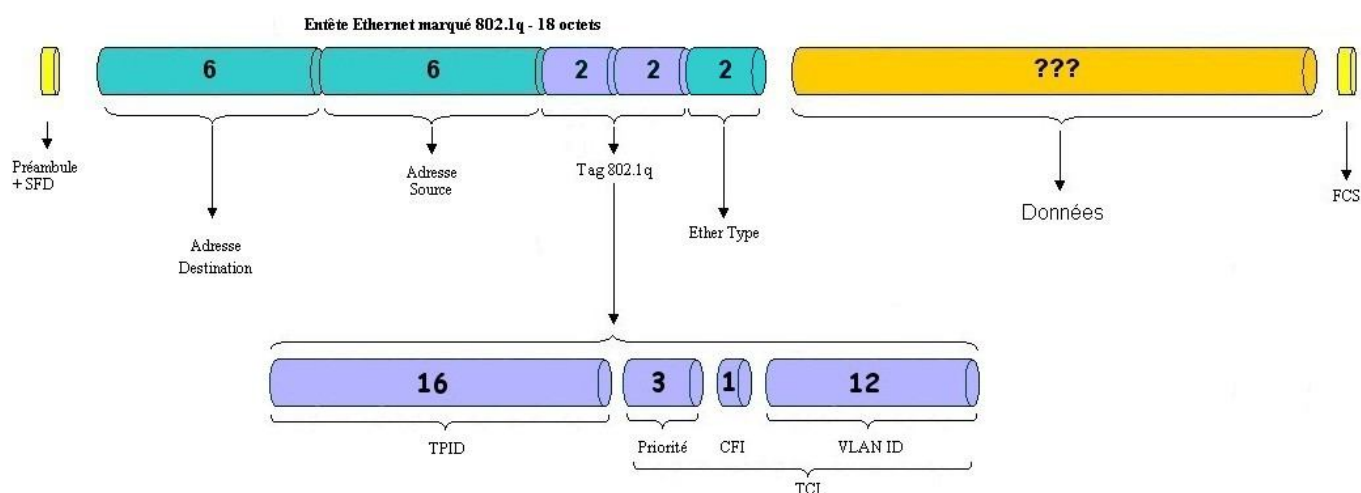 Entête Ethernet marqué 802.1q - 18 octets
6 6 2 2 2 ???
Préambule
+ SFD
Adresse
Source
Tag 802.1q
Données
FCS
Ether Type
Adresse
Destination
16 3 1 12
TPID Priorité CFI VLAN ID
TCI